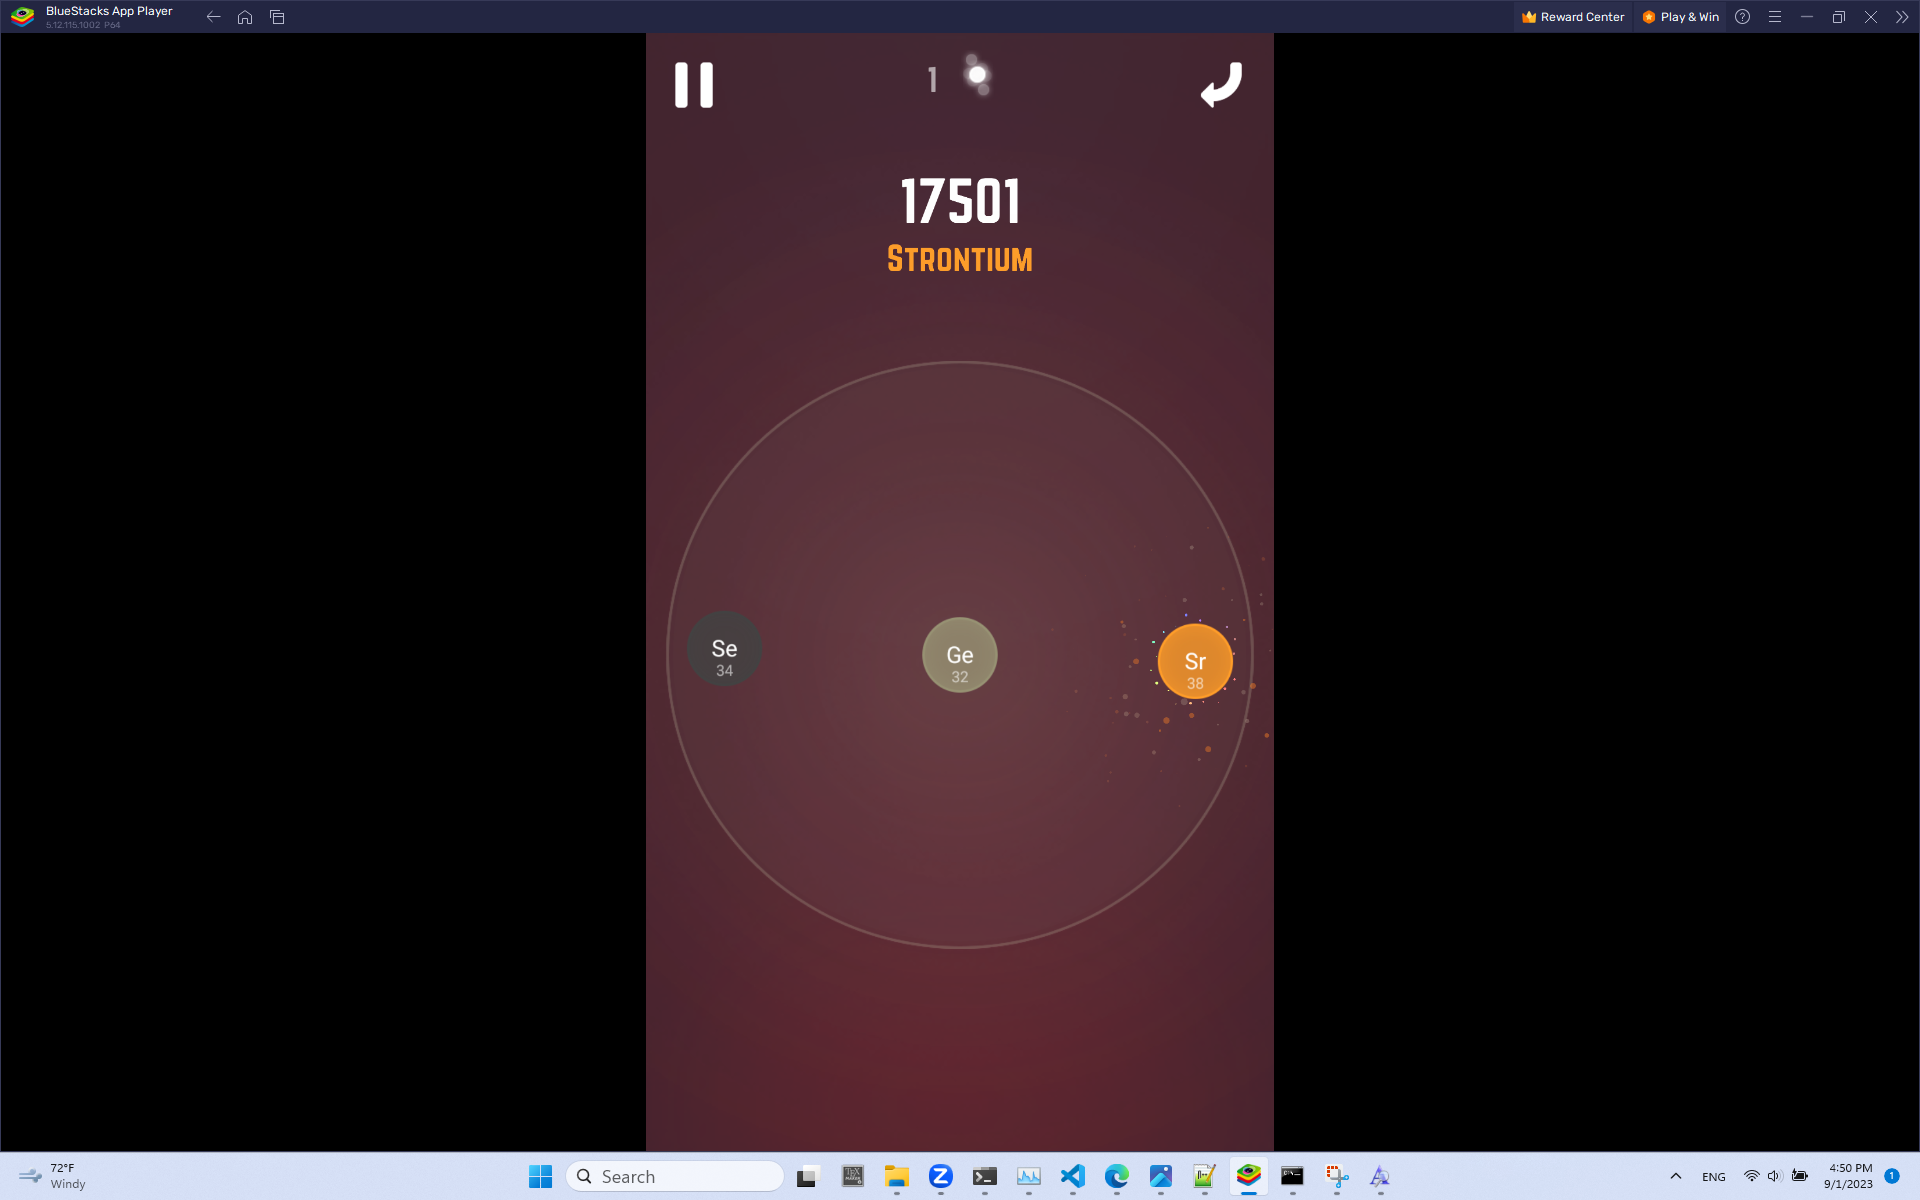 BlueStacks App Player
5.12.115.1002 P64
Reward Center
Play & Win
1
17501
STRONTIUM
Se
34
Ge
32
Sr
38
72°F
Windy
Search
ENG
4:50 PM
9/1/2023
1